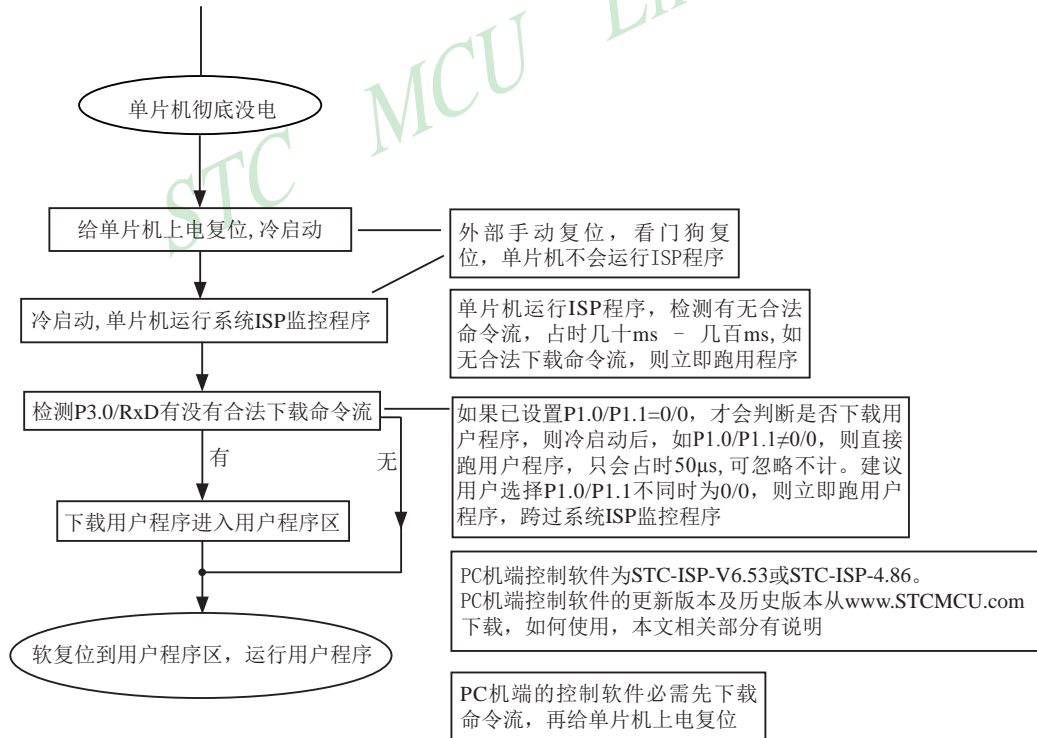 STC MCU
单片机彻底没电
给单片机上电复位,冷启动
外部手动复位，看门狗复
位，单片机不会运行ISP程序
冷启动,单片机运行系统ISP监控程序
单片机运行ISP程序，检测有无合法
命令流，占时几十ms - 几百ms,如
无合法下载命令流，则立即跑用程序
检测P3.0/RxD有没有合法下载命令流
如果已设置P1.0/P1.1=0/0，才会判断是否下载用
户程序，则冷启动后，如P1.0/P1.1≠0/0，则直接
跑用户程序，只会占时50μs,可忽略不计。建议
用户选择P1.0/P1.1不同时为0/0，则立即跑用户
程序，跨过系统ISP监控程序
有
无
下载用户程序进入用户程序区
PC机端控制软件为STC-ISP-V6.53或STC-ISP-4.86。
PC机端控制软件的更新版本及历史版本从www.STCMCU.com
下载，如何使用，本文相关部分有说明
软复位到用户程序区，运行用户程序
PC机端的控制软件必需先下载
命令流，再给单片机上电复位